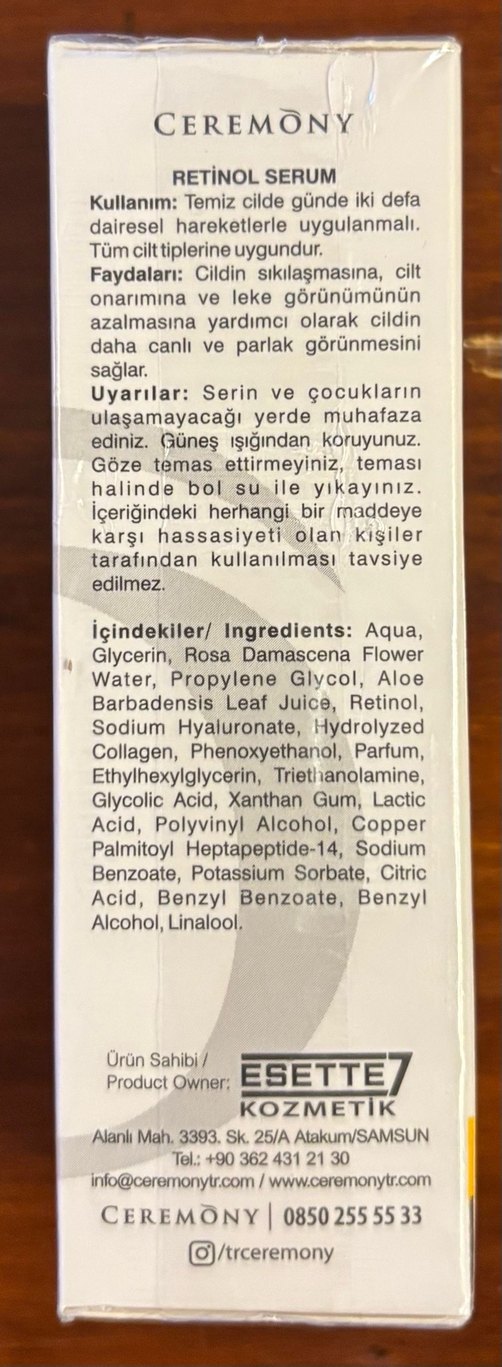 CEREMONY
RETİNOL SERUM
Kullanım: Temiz cilde günde iki defa
dairesel hareketlerle uygulanmalı.
Tüm cilt tiplerine uygundur.
Faydaları: Cildin sıkılaşmasına, cilt
onarımına ve leke görünümünün
azalmasına yardımcı olarak cildin
daha canlı ve parlak görünmesini
sağlar.
Uyarılar: Serin ve çocukların
ulaşamayacağı yerde muhafaza
ediniz. Güneş ışığından koruyunuz.
Göze temas ettirmeyiniz, teması
halinde bol su ile yıkayınız.
İçeriğindeki herhangi bir maddeye
karşı hassasiyeti olan kişiler
tarafından kullanılması tavsiye
edilmez.
İçindekiler/ Ingredients: Aqua,
Glycerin, Rosa Damascena Flower
Water, Propylene Glycol, Aloe
Barbadensis Leaf Juice, Retinol,
Sodium Hyaluronate, Hydrolyzed
Collagen, Phenoxyethanol, Parfum,
Ethylhexylglycerin, Triethanolamine,
Glycolic Acid, Xanthan Gum, Lactic
Acid, Polyvinyl Alcohol, Copper
Palmitoyl Heptapeptide-14, Sodium
Benzoate, Potassium Sorbate, Citric
Acid, Benzyl Benzoate, Benzyl
Alcohol, Linalool.
Ürün Sahibi /
Product Owner:
ESETTE7
KOZMETİK
Alanlı Mah. 3393. Sk. 25/A Atakum/SAMSUN
Tel.: +90 362 431 21 30
info@ceremonytr.com / www.ceremonytr.com
CEREMONY | 0850 255 55 33
/trceremony